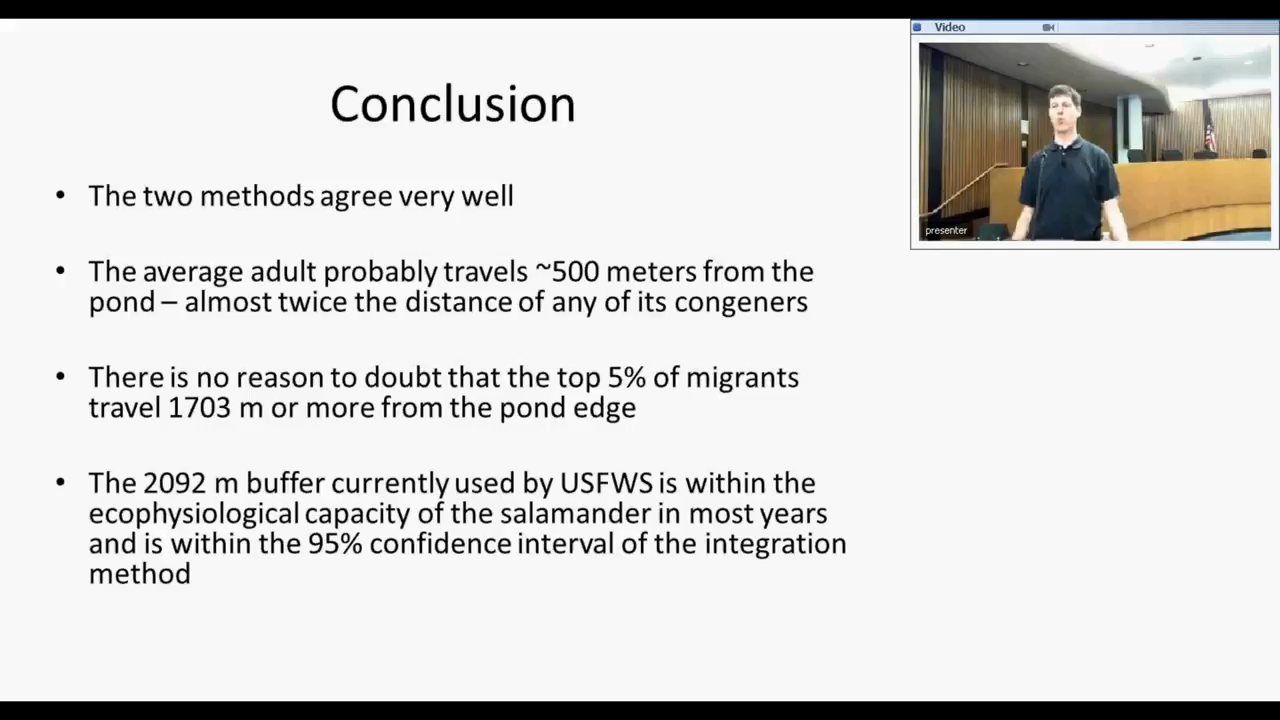 Conclusion
• The two methods agree very well
• The average adult probably travels ~500 meters from the
pond – almost twice the distance of any of its congeners
• There is no reason to doubt that the top 5% of migrants
travel 1703 m or more from the pond edge
• The 2092 m buffer currently used by USFWS is within the
ecophysiological capacity of the salamander in most years
and is within the 95% confidence interval of the integration
method
Video
presenter